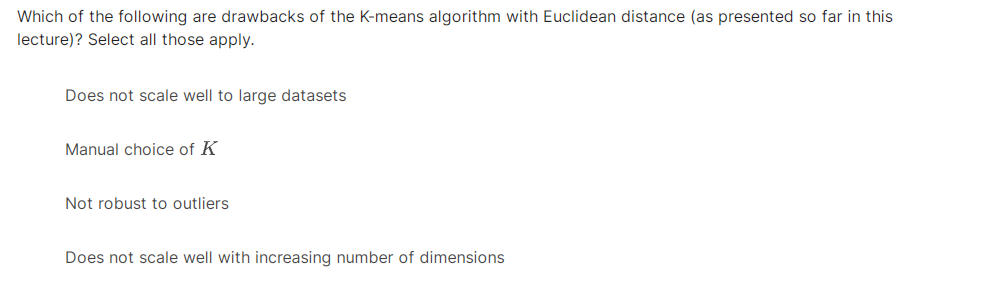 Which of the following are drawbacks of the K-means algorithm with Euclidean distance (as presented so far in this
lecture)? Select all those apply.
Does not scale well to large datasets
Manual choice of K
Not robust to outliers
Does not scale well with increasing number of dimensions